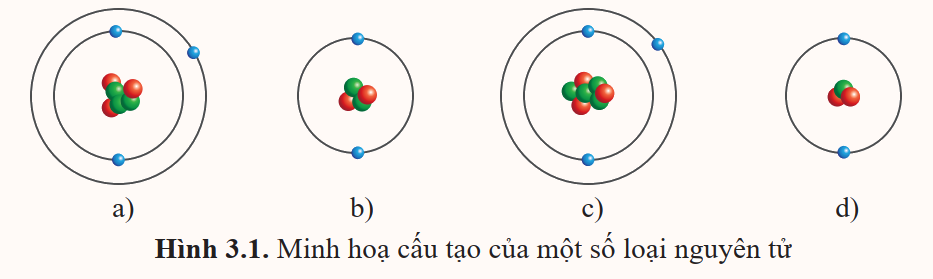 a) b) c) d)
Hình 3.1. Minh hoạ cấu tạo của một số loại nguyên tử